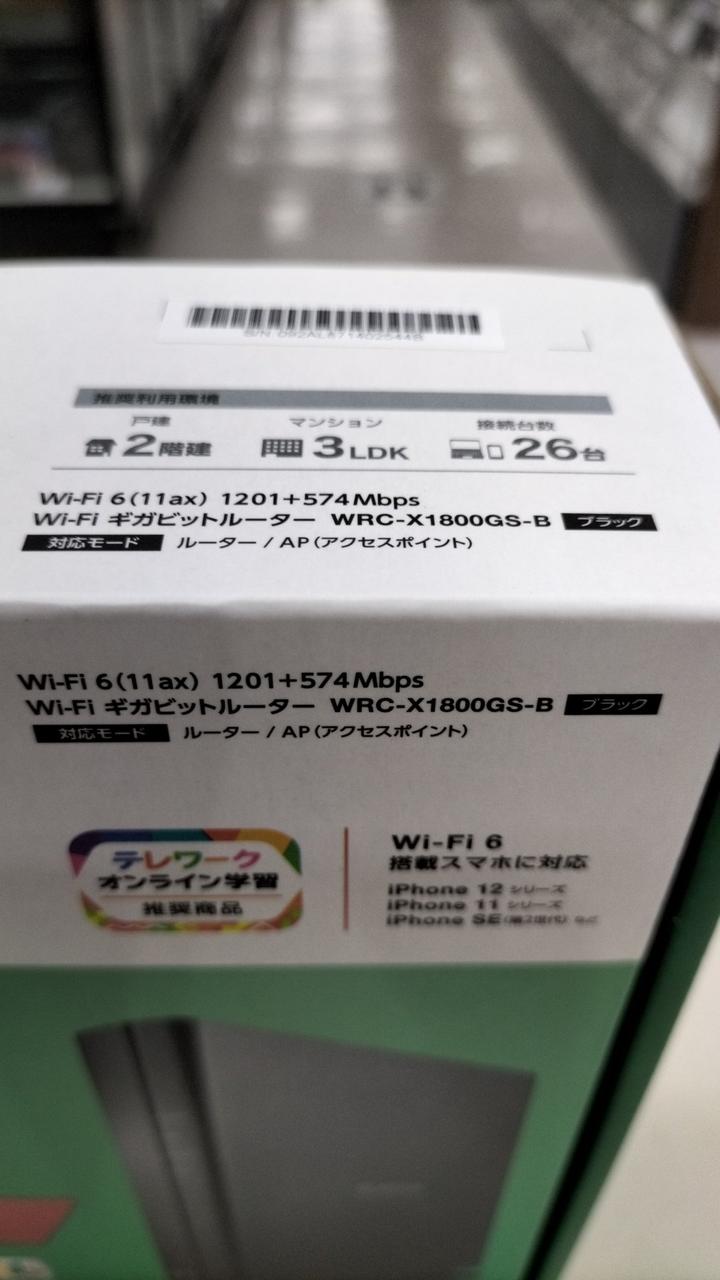 推奨利用環境
戸建 マンション 接続台数
2階建 3LDK 26台
Wi-Fi 6(11ax) 1201+574Mbps
Wi-Fi ギガビットルーター WRC-X1800GS-B ブラック
対応モード ルーター / AP(アクセスポイント)
Wi-Fi 6(11ax) 1201+574Mbps
Wi-Fi ギガビットルーター WRC-X1800GS-B ブラック
対応モード ルーター / AP(アクセスポイント)
テレワーク
オンライン学習
推奨商品
Wi-Fi 6
搭載スマホに対応
iPhone 12 シリーズ
iPhone 11 シリーズ
iPhone SE(第2世代) など